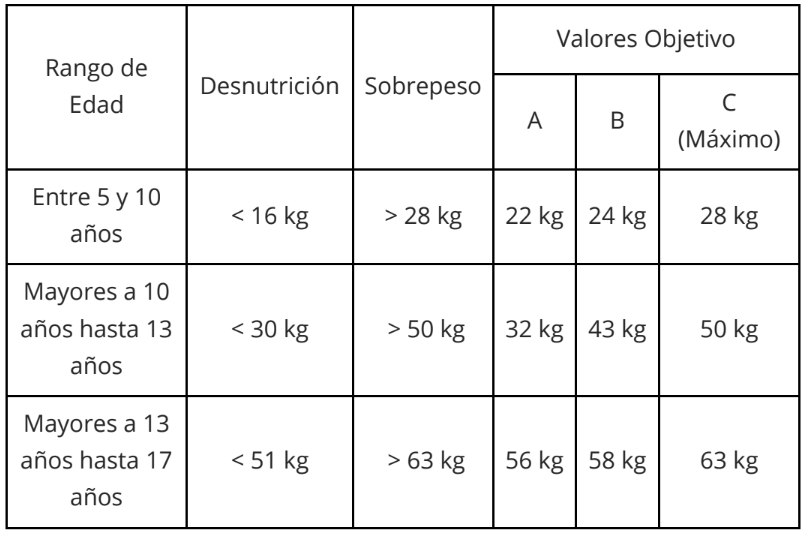 Rango de
Edad
Desnutrición
Sobrepeso
Valores Objetivo
A
B
C
(Máximo)
Entre 5 y 10
años
< 16 kg
> 28 kg
22 kg
24 kg
28 kg
Mayores a 10
años hasta 13
años
< 30 kg
> 50 kg
32 kg
43 kg
50 kg
Mayores a 13
años hasta 17
años
< 51 kg
> 63 kg
56 kg
58 kg
63 kg